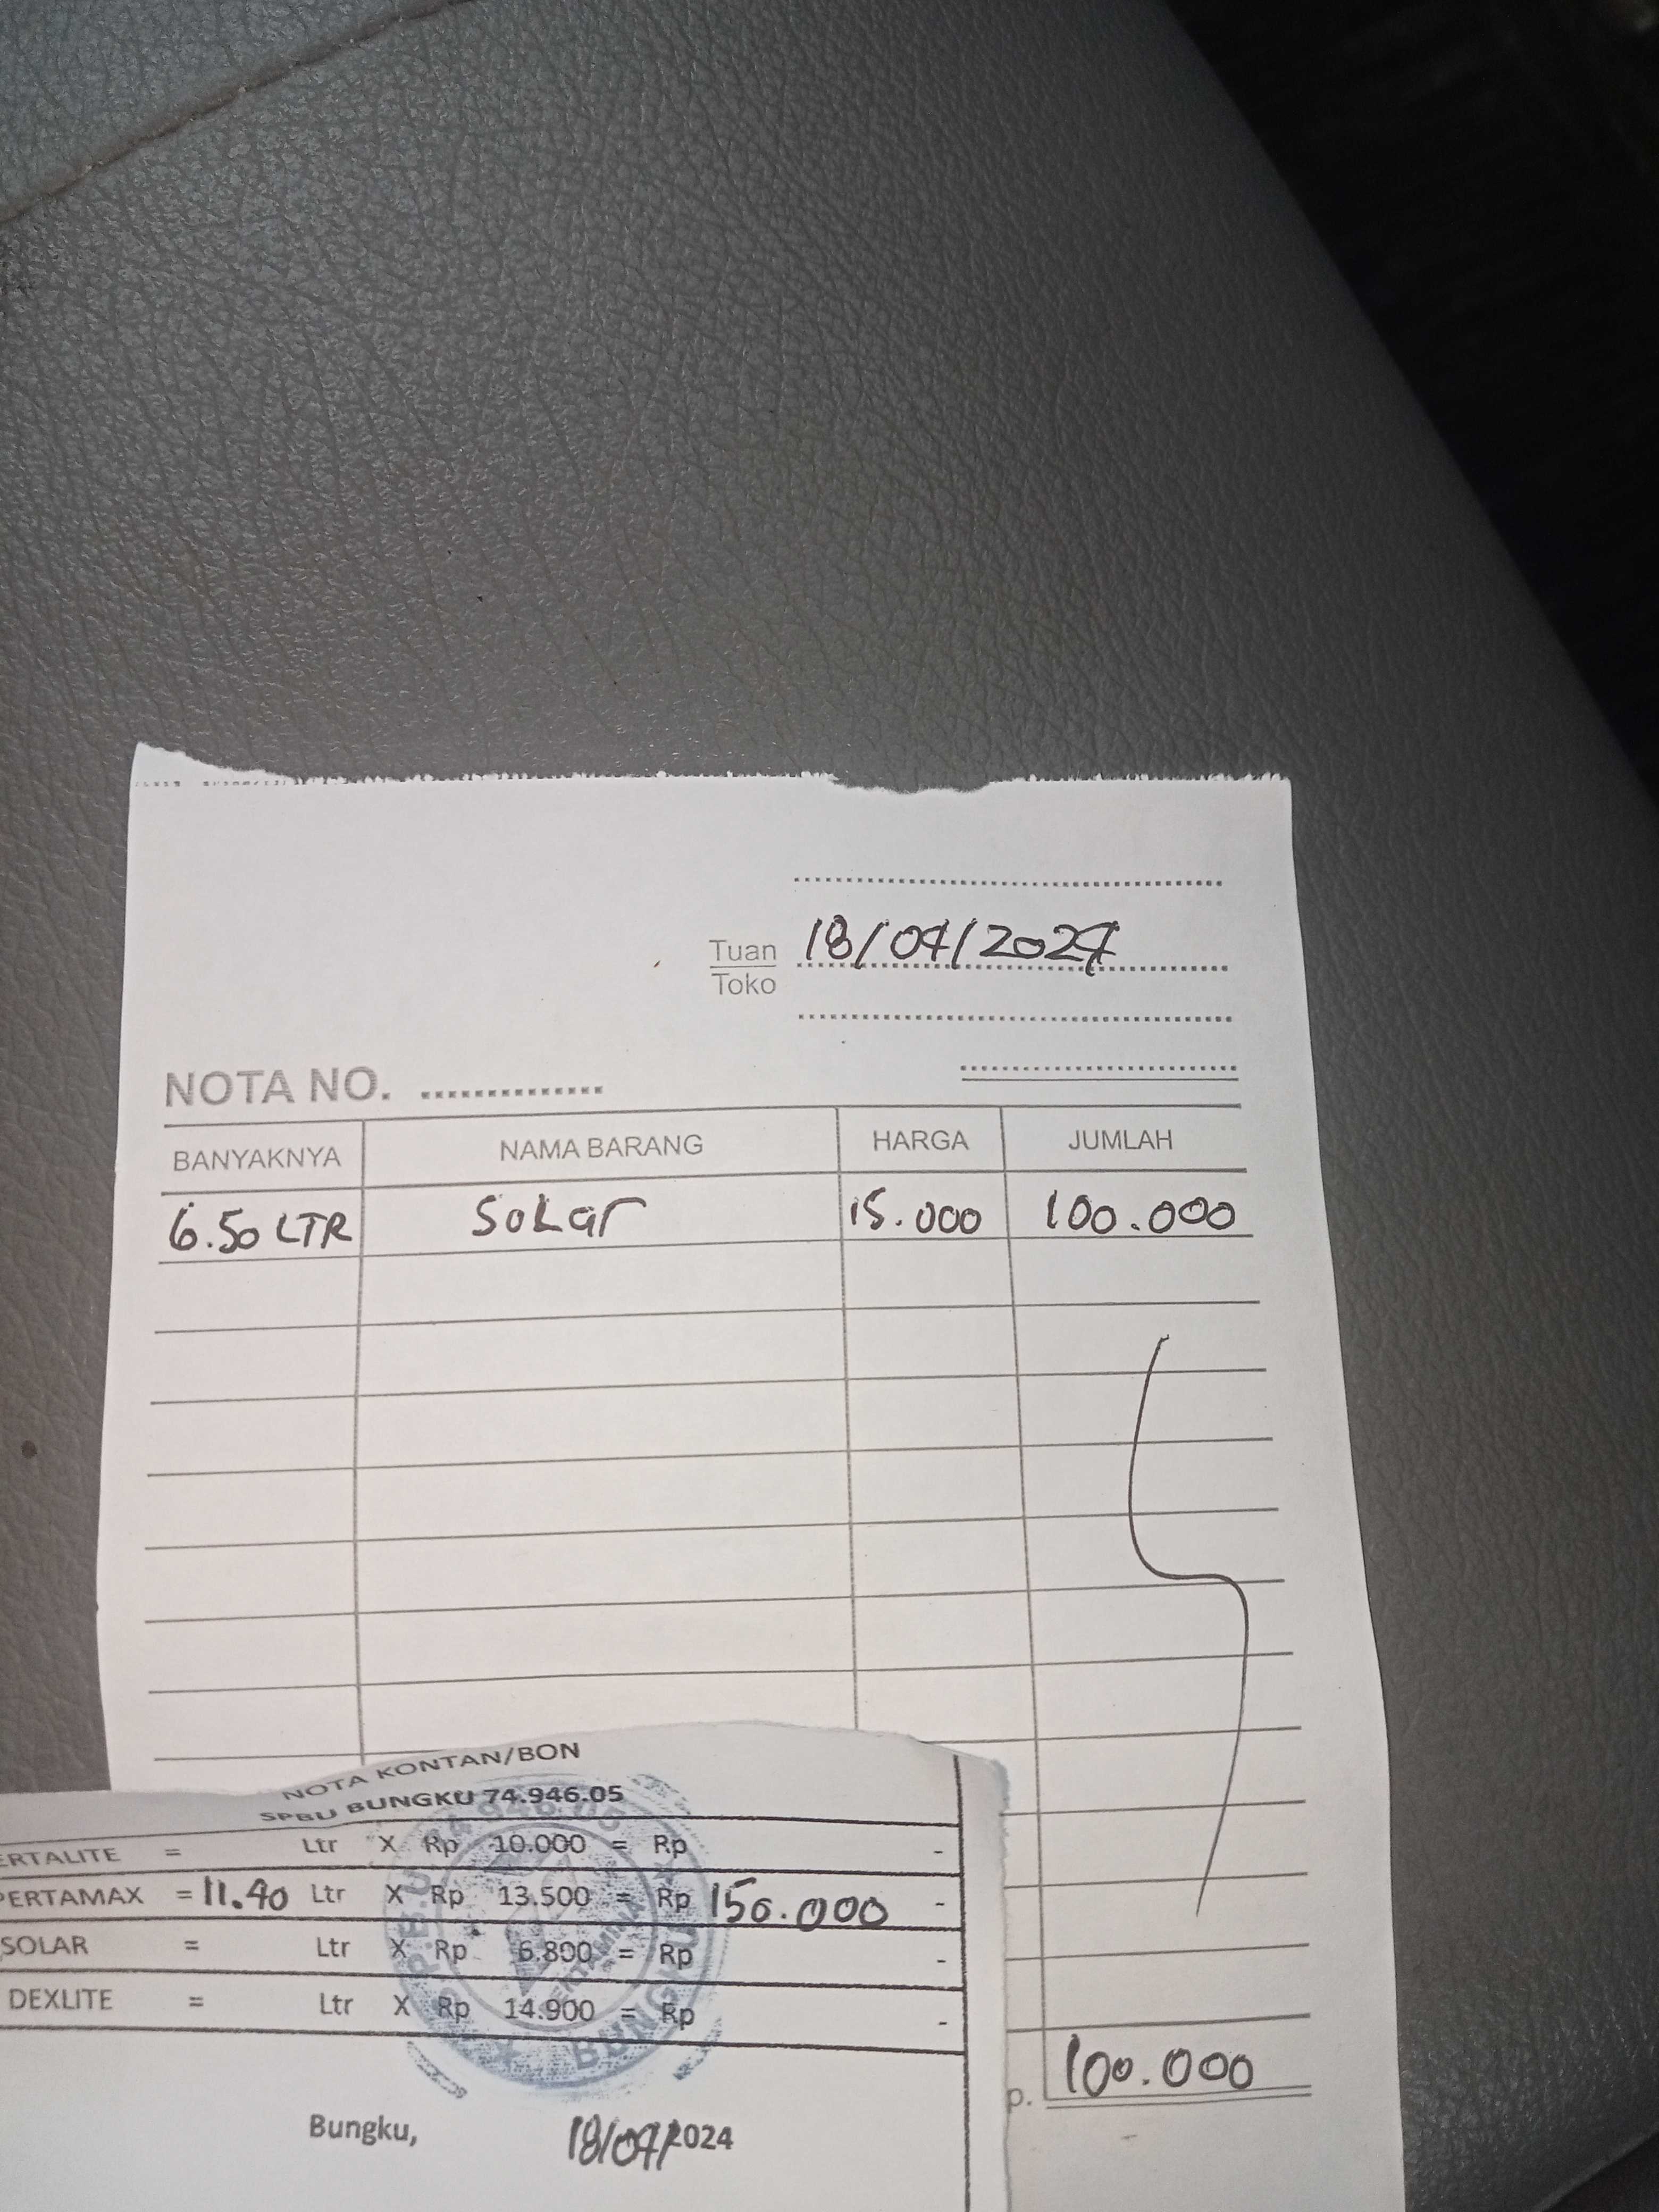 Tuan 18/04/2024
Toko
NOTA NO. ..............
BANYAKNYA NAMA BARANG HARGA JUMLAH
6.50 LTR Solar 15.000 100.000
NOTA KONTAN/BON
SPBU BUNGKU 74.946.05
ERTALITE = Ltr X Rp 10.000 = Rp -
PERTAMAX = 11.40 Ltr X Rp 13.500 = Rp 150.000 -
SOLAR = Ltr X Rp 6.800 = Rp -
DEXLITE = Ltr X Rp 14.900 = Rp -
p. 100.000
Bungku, 18/04/2024